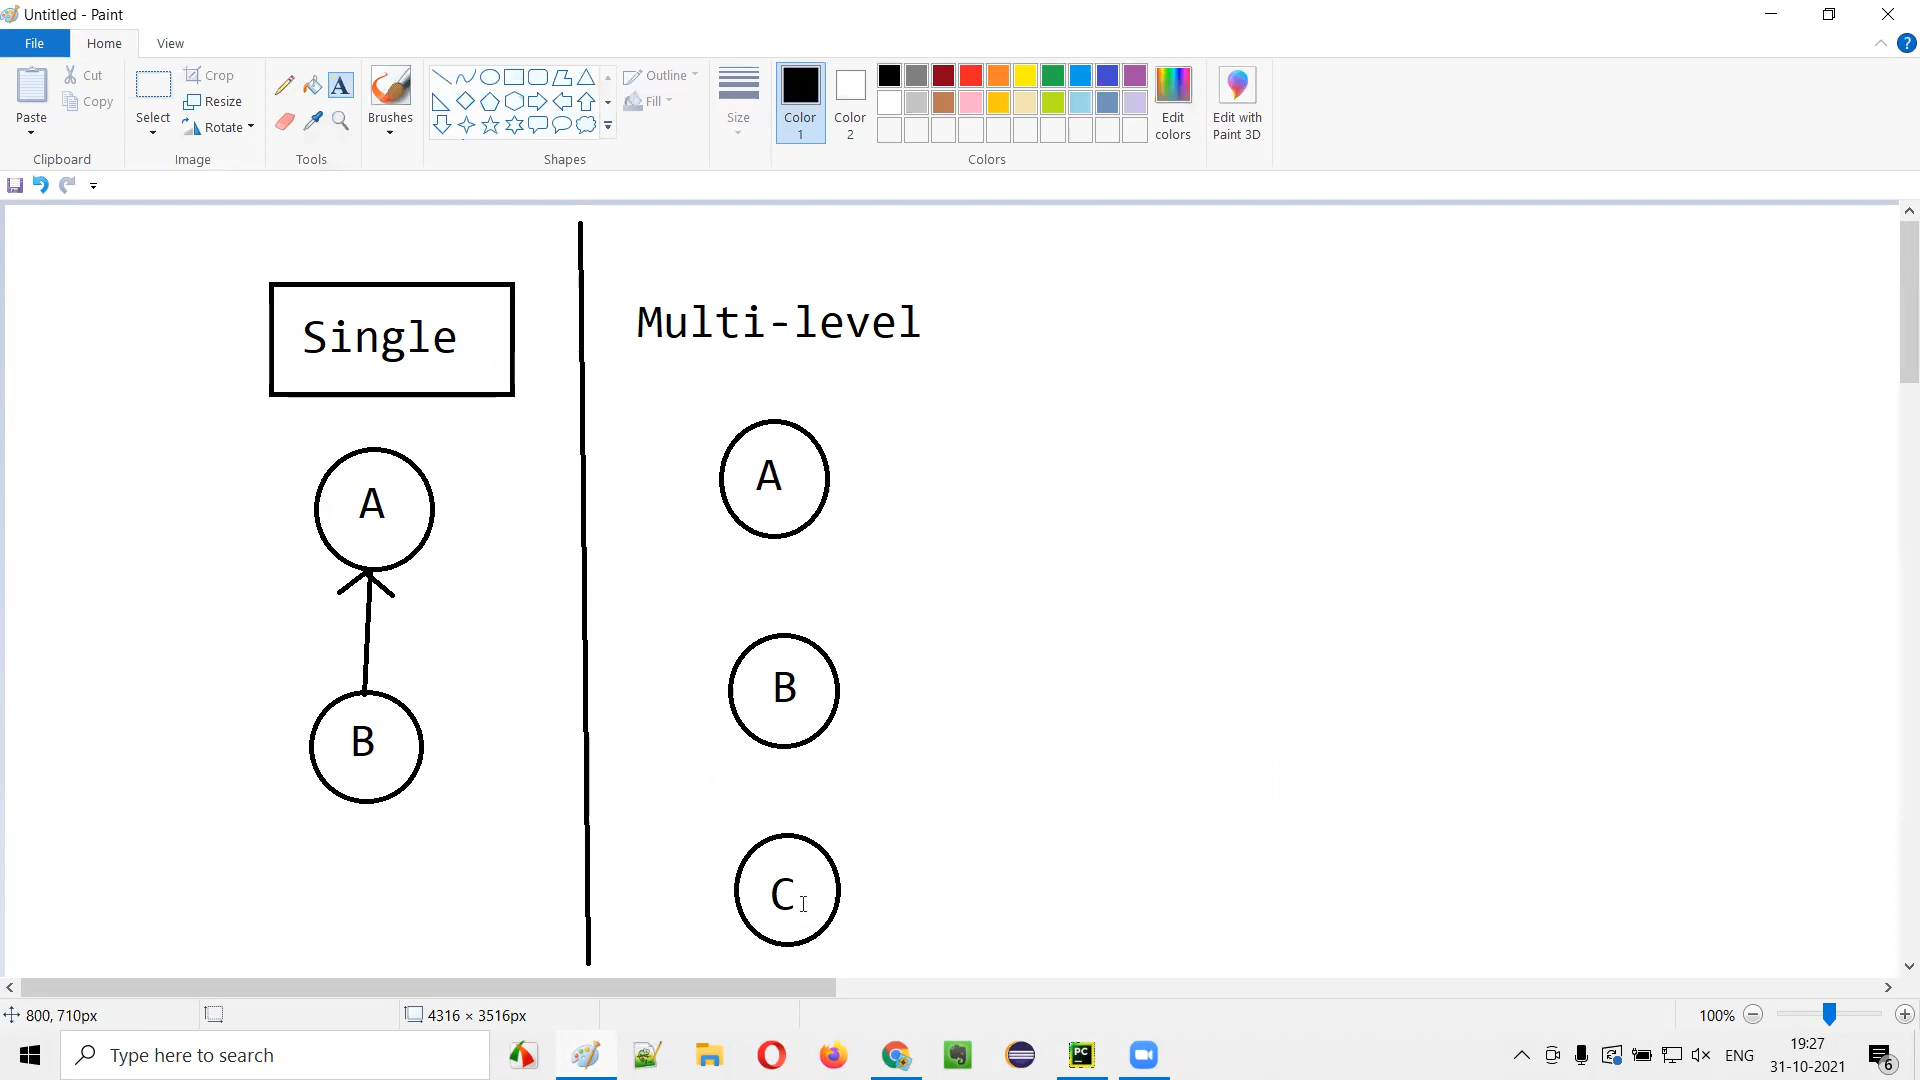 Untitled - Paint
File
Home
View
?
Paste
Cut
Copy
Clipboard
Select
Crop
Resize
Rotate
Image
A
Tools
Brushes
Shapes
Outline
Fill
Size
Color
1
Color
2
Colors
Edit
colors
Edit with
Paint 3D
Single
Multi-level
A
B
A
B
C
800, 710px
4316 × 3516px
100%
Type here to search
PC
ENG
19:27
31-10-2021
6